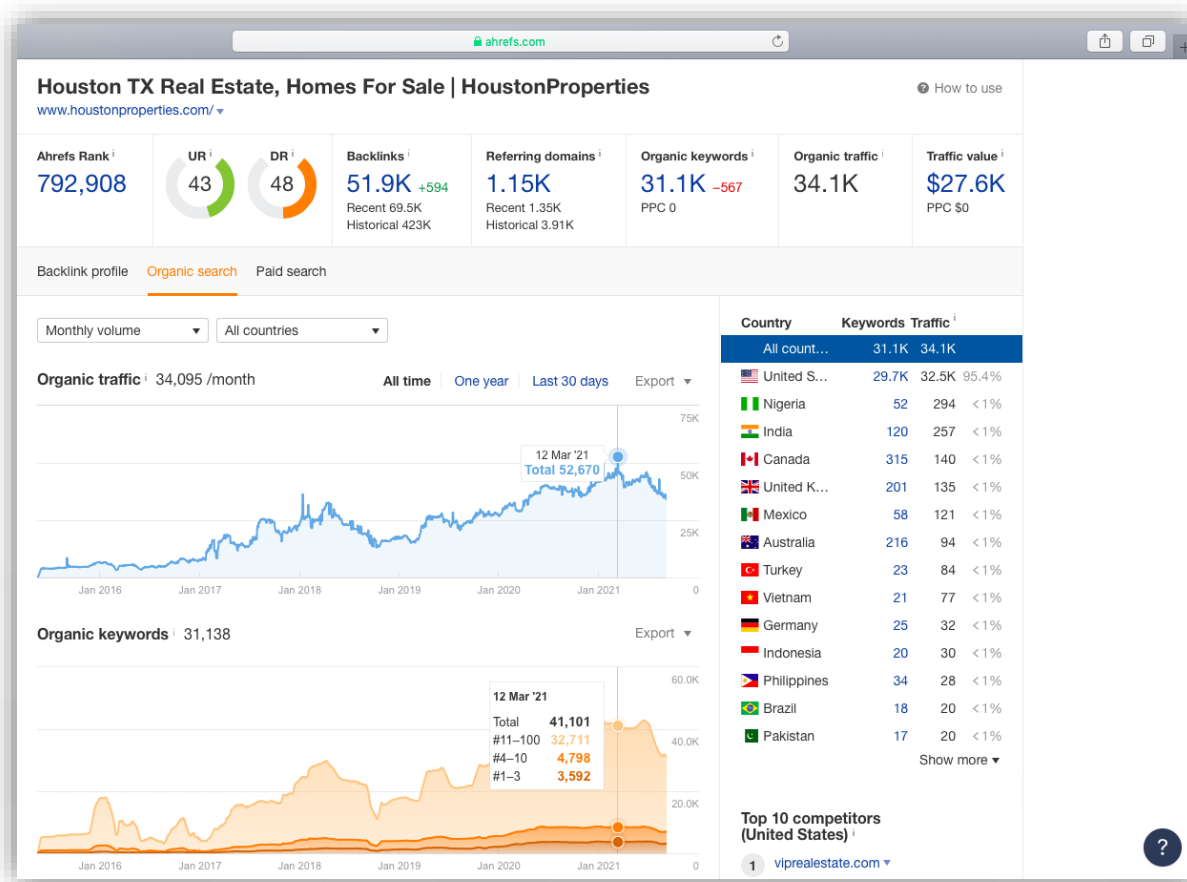 ahrefs.com
Houston TX Real Estate, Homes For Sale | HoustonProperties
How to use
www.houstonproperties.com/
Ahrefs Rank i
792,908
UR i
43
DR i
48
Backlinks i
51.9K +594
Recent 69.5K
Historical 423K
Referring domains i
1.15K
Recent 1.35K
Historical 3.91K
Organic keywords i
31.1K –567
PPC 0
Organic traffic i
34.1K
Traffic value i
$27.6K
PPC $0
Backlink profile Organic search Paid search
Monthly volume All countries
Organic traffic i 34,095 /month
All time One year Last 30 days Export
75K
50K
25K
0
12 Mar '21
Total 52,670
Jan 2016 Jan 2017 Jan 2018 Jan 2019 Jan 2020 Jan 2021
Organic keywords i 31,138
Export
60.0K
40.0K
20.0K
0
12 Mar '21
Total 41,101
#11–100 32,711
#4–10 4,798
#1–3 3,592
Jan 2016 Jan 2017 Jan 2018 Jan 2019 Jan 2020 Jan 2021
Country Keywords Traffic i
All count... 31.1K 34.1K
United S... 29.7K 32.5K 95.4%
Nigeria 52 294 <1%
India 120 257 <1%
Canada 315 140 <1%
United K... 201 135 <1%
Mexico 58 121 <1%
Australia 216 94 <1%
Turkey 23 84 <1%
Vietnam 21 77 <1%
Germany 25 32 <1%
Indonesia 20 30 <1%
Philippines 34 28 <1%
Brazil 18 20 <1%
Pakistan 17 20 <1%
Show more
Top 10 competitors
(United States) i
1 viprealestate.com
?